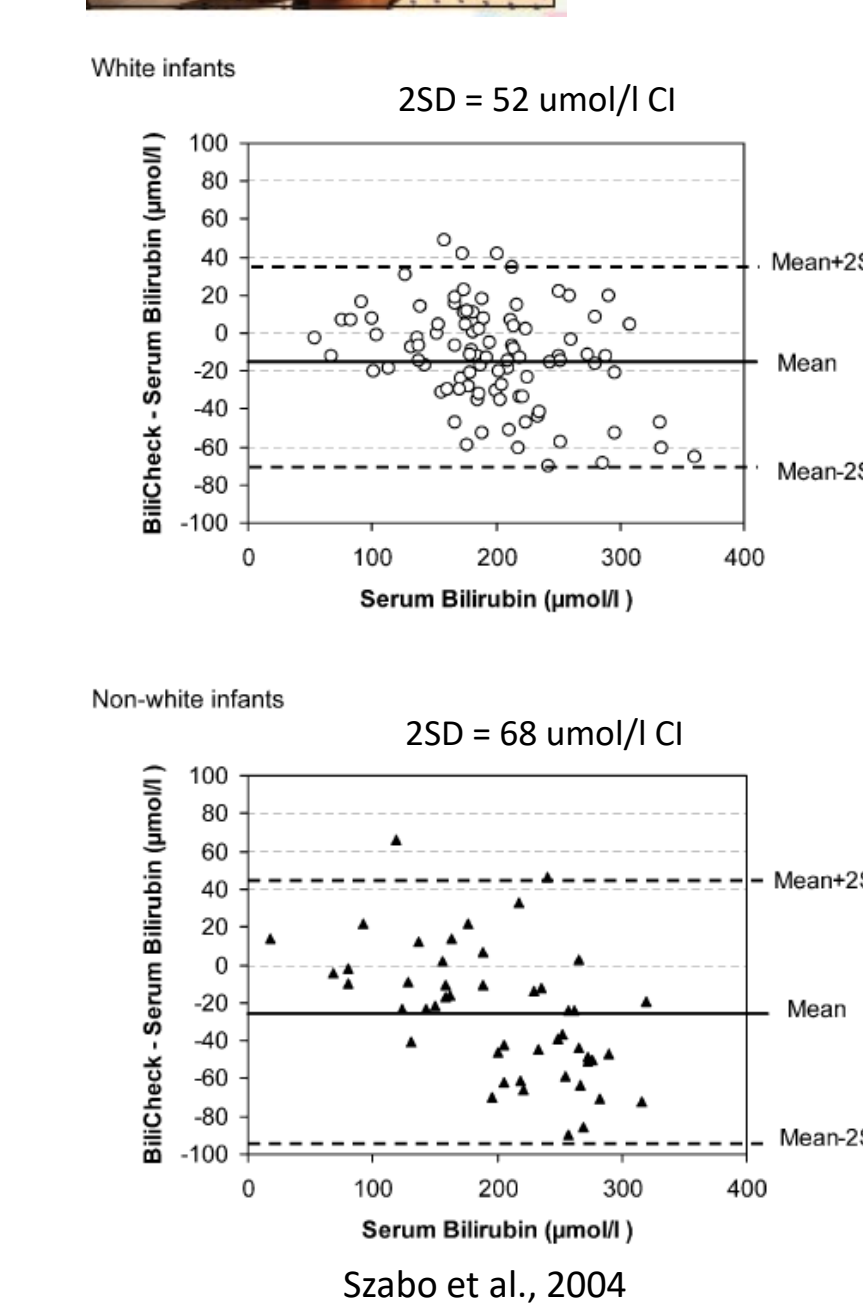 White infants
2SD = 52 umol/l CI
BiliCheck - Serum Bilirubin (µmol/l )
100
80
60
40
20
0
-20
-40
-60
-80
-100
Mean+2S
Mean
Mean-2S
0 100 200 300 400
Serum Bilirubin (µmol/l )
Non-white infants
2SD = 68 umol/l CI
BiliCheck - Serum Bilirubin (µmol/l )
100
80
60
40
20
0
-20
-40
-60
-80
-100
Mean+2S
Mean
Mean-2S
0 100 200 300 400
Serum Bilirubin (µmol/l )
Szabo et al., 2004